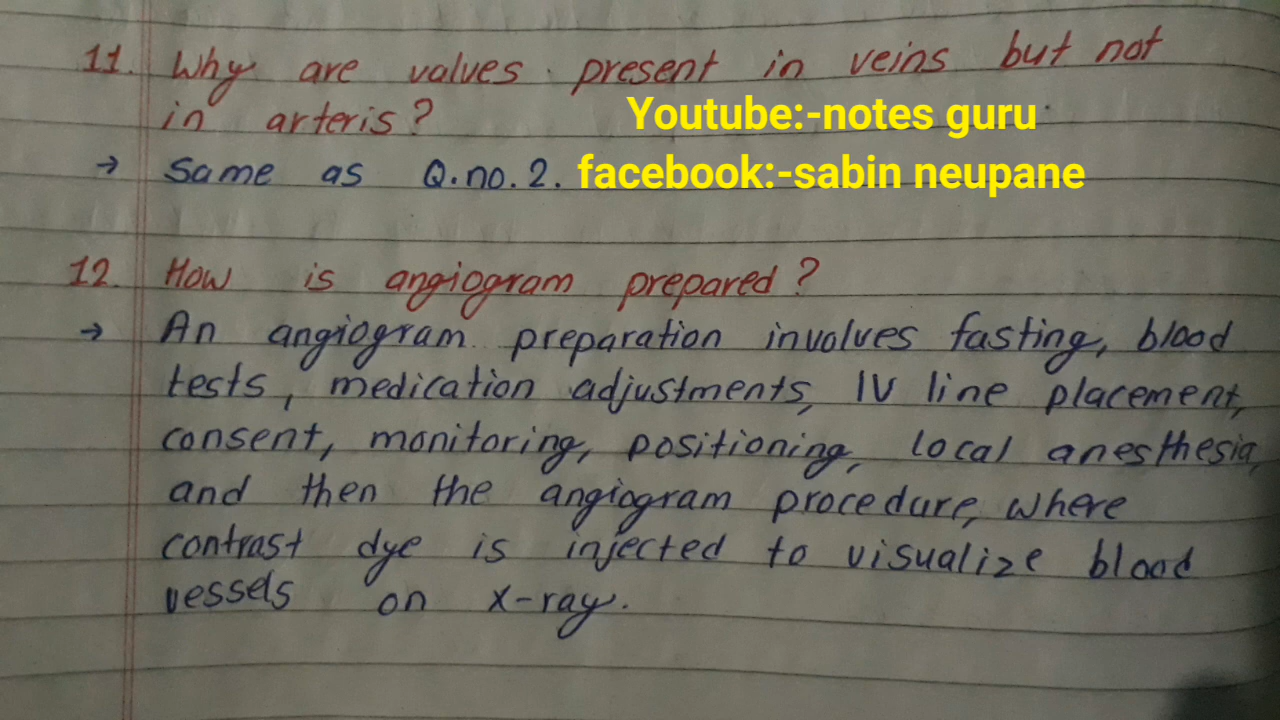 11. Why are valves present in veins but not
in arteris?
Youtube:-notes guru
→ Same as Q.no.2.
facebook:-sabin neupane
12. How is angiogram prepared?
→ An angiogram preparation involves fasting, blood
tests, medication adjustments, IV line placement,
consent, monitoring, positioning, local anesthesia,
and then the angiogram procedure, where
contrast dye is injected to visualize blood
vessels on x-ray.